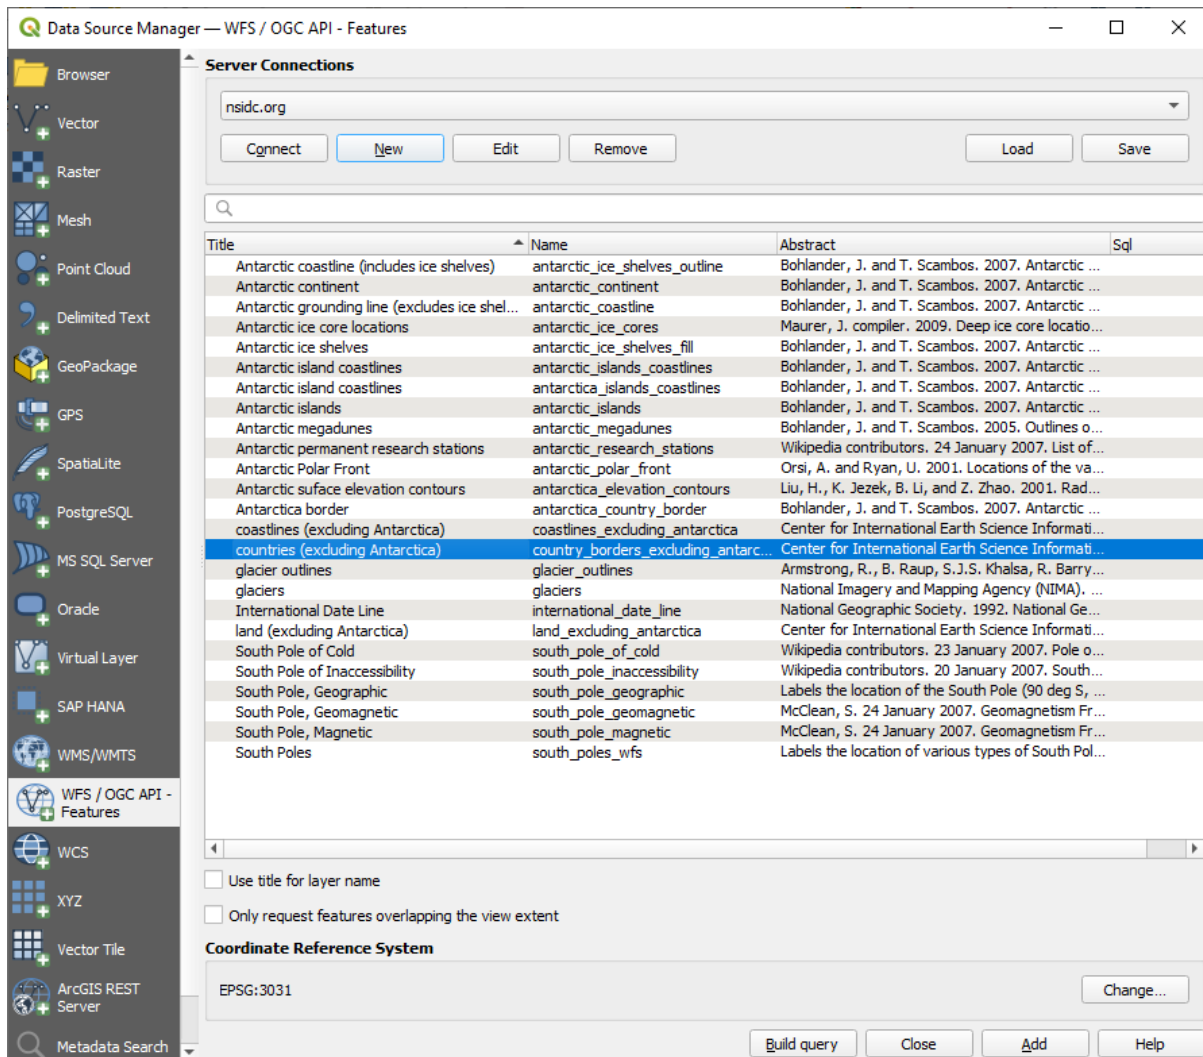 Data Source Manager — WFS / OGC API - Features
Browser
Vector
Raster
Mesh
Point Cloud
Delimited Text
GeoPackage
GPS
SpatiaLite
PostgreSQL
MS SQL Server
Oracle
Virtual Layer
SAP HANA
WMS/WMTS
WFS / OGC API -
Features
WCS
XYZ
Vector Tile
ArcGIS REST
Server
Metadata Search
Server Connections
nsidc.org
Connect New Edit Remove Load Save
Title Name Abstract Sql
Antarctic coastline (includes ice shelves) antarctic_ice_shelves_outline Bohlander, J. and T. Scambos. 2007. Antarctic ...
Antarctic continent antarctic_continent Bohlander, J. and T. Scambos. 2007. Antarctic ...
Antarctic grounding line (excludes ice shel... antarctic_coastline Bohlander, J. and T. Scambos. 2007. Antarctic ...
Antarctic ice core locations antarctic_ice_cores Maurer, J. compiler. 2009. Deep ice core locatio...
Antarctic ice shelves antarctic_ice_shelves_fill Bohlander, J. and T. Scambos. 2007. Antarctic ...
Antarctic island coastlines antarctic_islands_coastlines Bohlander, J. and T. Scambos. 2007. Antarctic ...
Antarctic island coastlines antarctica_islands_coastlines Bohlander, J. and T. Scambos. 2007. Antarctic ...
Antarctic islands antarctic_islands Bohlander, J. and T. Scambos. 2007. Antarctic ...
Antarctic megadunes antarctic_megadunes Bohlander, J. and T. Scambos. 2005. Outlines o...
Antarctic permanent research stations antarctic_research_stations Wikipedia contributors. 24 January 2007. List of...
Antarctic Polar Front antarctic_polar_front Orsi, A. and Ryan, U. 2001. Locations of the va...
Antarctic suface elevation contours antarctica_elevation_contours Liu, H., K. Jezek, B. Li, and Z. Zhao. 2001. Rad...
Antarctica border antarctica_country_border Bohlander, J. and T. Scambos. 2007. Antarctic ...
coastlines (excluding Antarctica) coastlines_excluding_antarctica Center for International Earth Science Informati...
countries (excluding Antarctica) country_borders_excluding_antarc... Center for International Earth Science Informati...
glacier outlines glacier_outlines Armstrong, R., B. Raup, S.J.S. Khalsa, R. Barry...
glaciers glaciers National Imagery and Mapping Agency (NIMA). ...
International Date Line international_date_line National Geographic Society. 1992. National Ge...
land (excluding Antarctica) land_excluding_antarctica Center for International Earth Science Informati...
South Pole of Cold south_pole_of_cold Wikipedia contributors. 23 January 2007. Pole o...
South Pole of Inaccessibility south_pole_inaccessibility Wikipedia contributors. 20 January 2007. South...
South Pole, Geographic south_pole_geographic Labels the location of the South Pole (90 deg S, ...
South Pole, Geomagnetic south_pole_geomagnetic McClean, S. 24 January 2007. Geomagnetism Fr...
South Pole, Magnetic south_pole_magnetic McClean, S. 24 January 2007. Geomagnetism Fr...
South Poles south_poles_wfs Labels the location of various types of South Pol...
Use title for layer name
Only request features overlapping the view extent
Coordinate Reference System
EPSG:3031 Change...
Build query Close Add Help